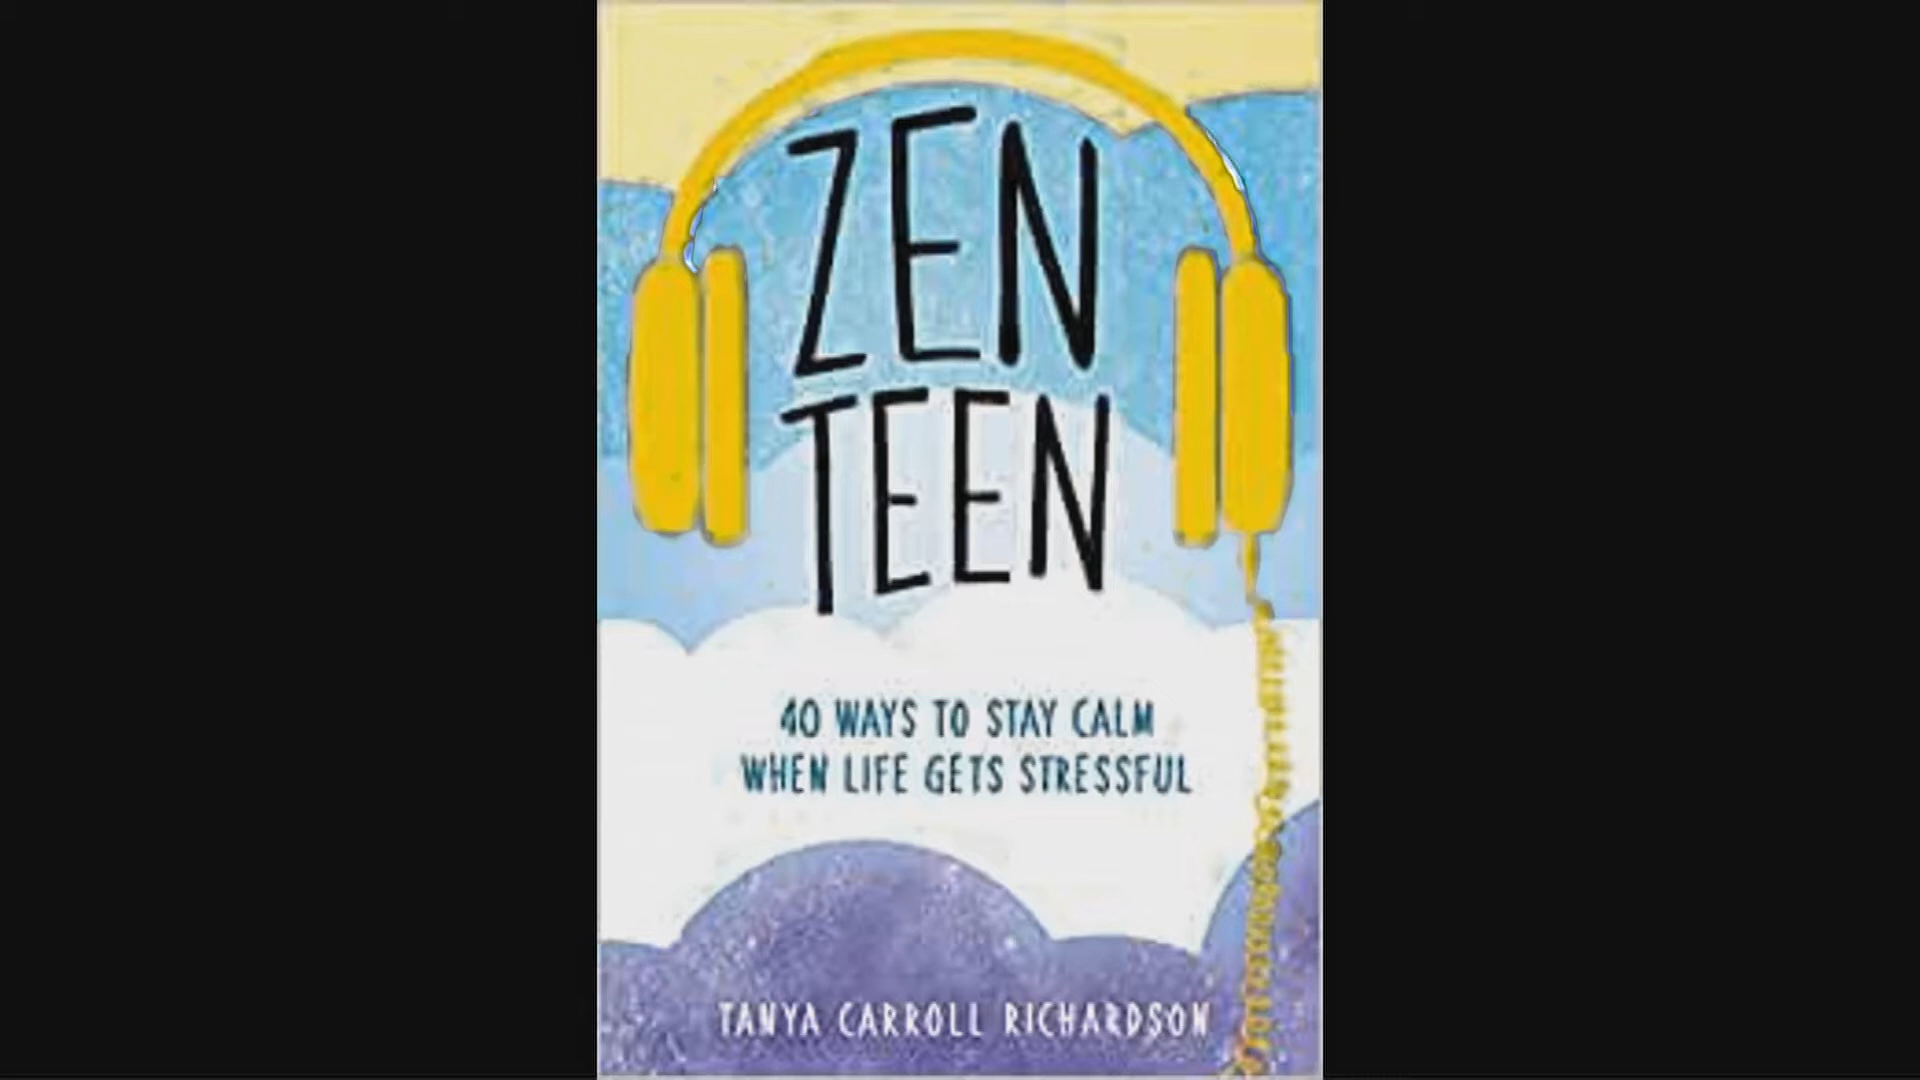 ZEN
TEEN
40 WAYS TO STAY CALM
WHEN LIFE GETS STRESSFUL
TANYA CARROLL RICHARDSON